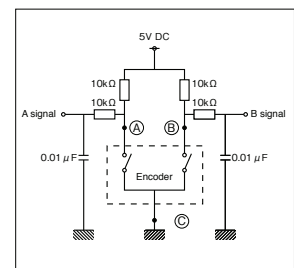 5V DC
10kΩ 10kΩ
10kΩ 10kΩ
A signal A B B signal
0.01 μF 0.01 μF
Encoder
C